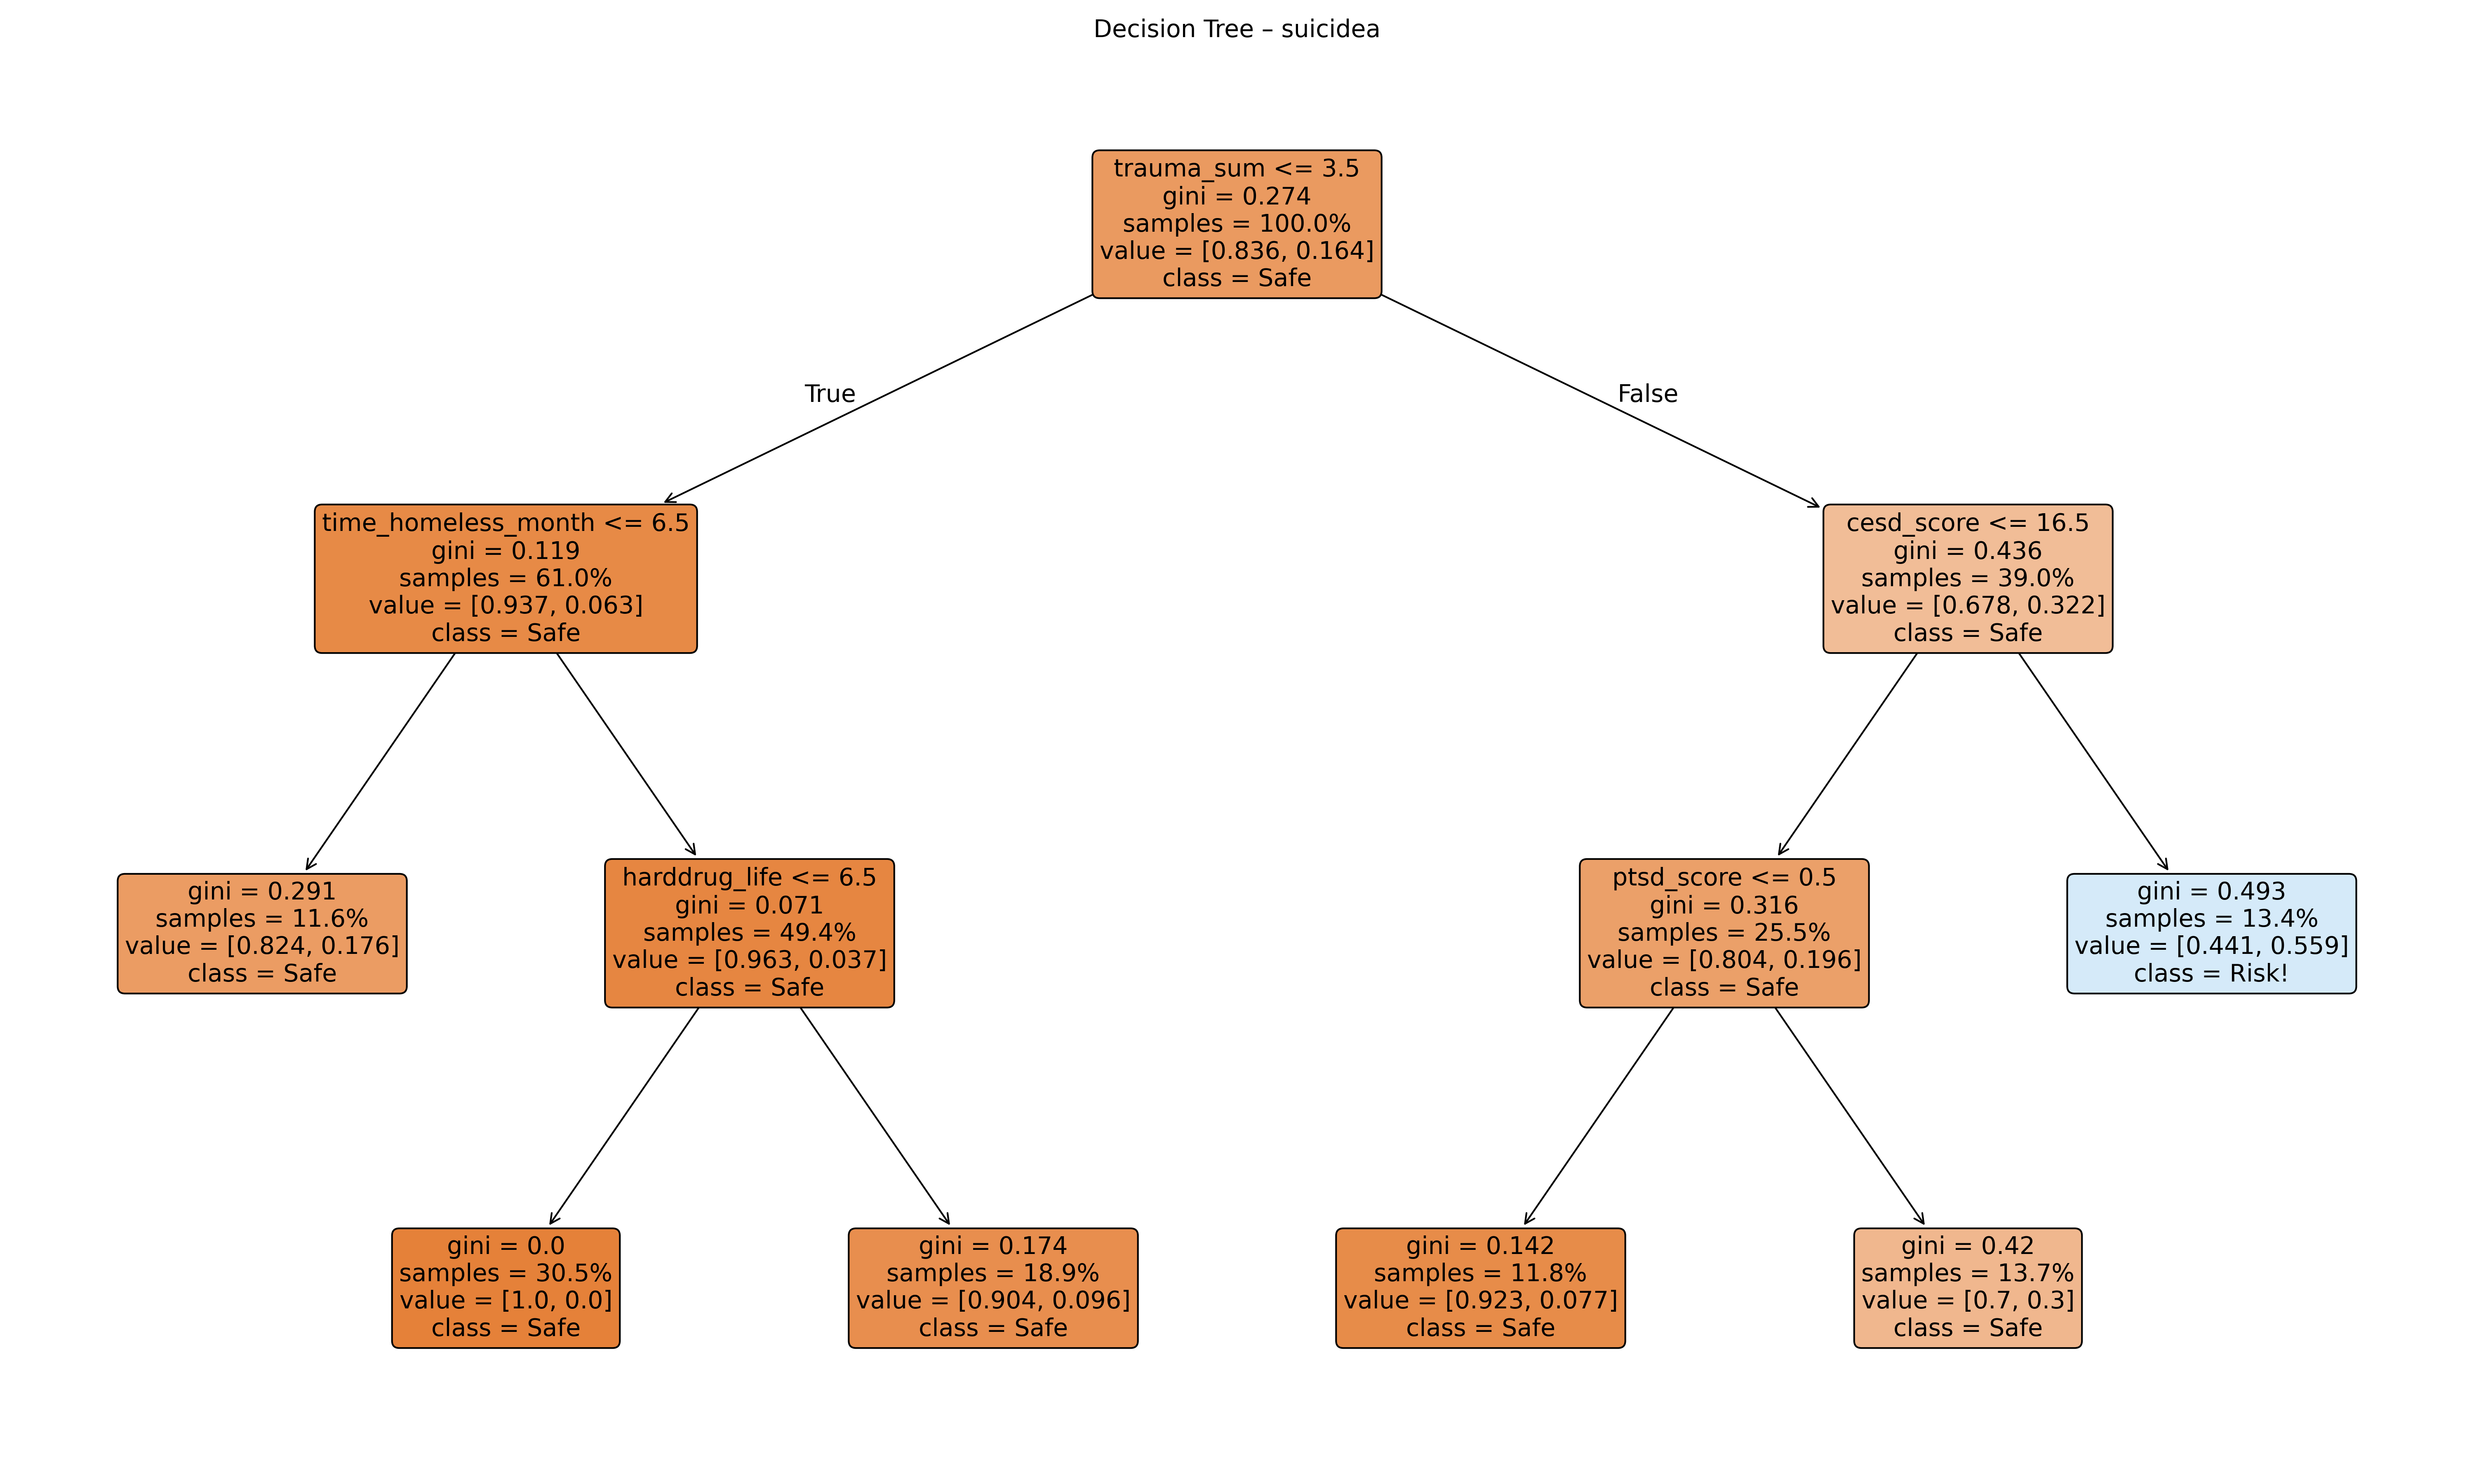 Decision Tree – suicidea
trauma_sum <= 3.5
gini = 0.274
samples = 100.0%
value = [0.836, 0.164]
class = Safe
True
False
time_homeless_month <= 6.5
gini = 0.119
samples = 61.0%
value = [0.937, 0.063]
class = Safe
cesd_score <= 16.5
gini = 0.436
samples = 39.0%
value = [0.678, 0.322]
class = Safe
gini = 0.291
samples = 11.6%
value = [0.824, 0.176]
class = Safe
harddrug_life <= 6.5
gini = 0.071
samples = 49.4%
value = [0.963, 0.037]
class = Safe
ptsd_score <= 0.5
gini = 0.316
samples = 25.5%
value = [0.804, 0.196]
class = Safe
gini = 0.493
samples = 13.4%
value = [0.441, 0.559]
class = Risk!
gini = 0.0
samples = 30.5%
value = [1.0, 0.0]
class = Safe
gini = 0.174
samples = 18.9%
value = [0.904, 0.096]
class = Safe
gini = 0.142
samples = 11.8%
value = [0.923, 0.077]
class = Safe
gini = 0.42
samples = 13.7%
value = [0.7, 0.3]
class = Safe